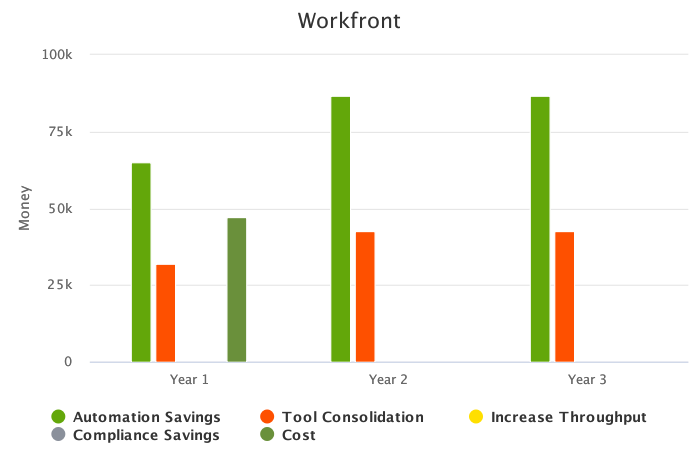 Workfront
100k
75k
50k
25k
0
Money
Year 1 Year 2 Year 3
Automation Savings Tool Consolidation Increase Throughput
Compliance Savings Cost